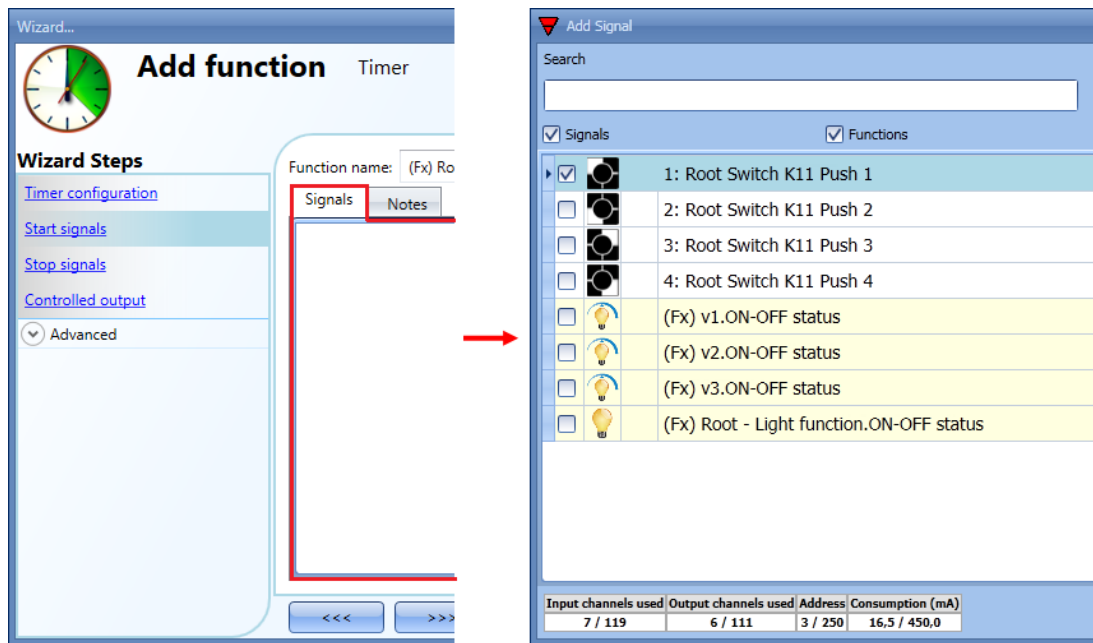 Wizard...
Add function Timer
Wizard Steps
Timer configuration
Start signals
Stop signals
Controlled output
Advanced
Function name: (Fx) Ro
Signals Notes
<<< >>>
Add Signal
Search
Signals Functions
1: Root Switch K11 Push 1
2: Root Switch K11 Push 2
3: Root Switch K11 Push 3
4: Root Switch K11 Push 4
(Fx) v1.ON-OFF status
(Fx) v2.ON-OFF status
(Fx) v3.ON-OFF status
(Fx) Root - Light function.ON-OFF status
Input channels used Output channels used Address Consumption (mA)
7 / 119 6 / 111 3 / 250 16,5 / 450,0